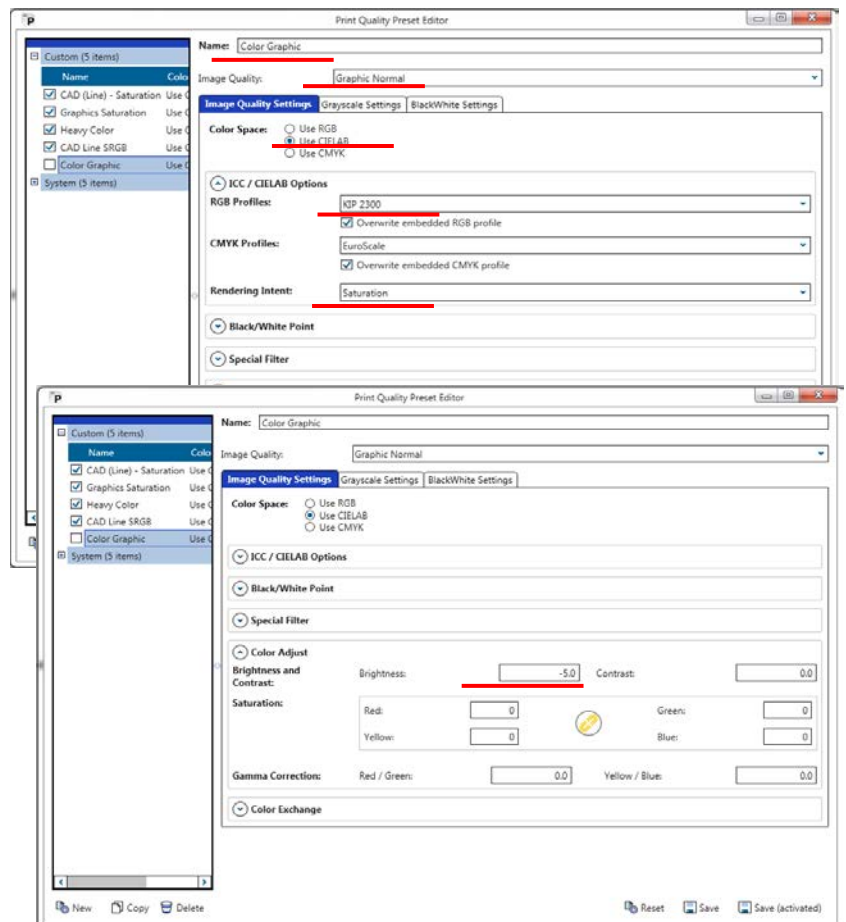 Print Quality Preset Editor
Custom (5 items)
Name Colo
CAD (Line) - Saturation Use C
Graphics Saturation Use C
Heavy Color Use C
CAD Line SRGB Use C
Color Graphic Use C
System (5 items)
Name: Color Graphic
Image Quality: Graphic Normal
Image Quality Settings Grayscale Settings BlackWhite Settings
Color Space: Use RGB
Use CIELAB
Use CMYK
ICC / CIELAB Options
RGB Profiles: KIP 2300
Overwrite embedded RGB profile
CMYK Profiles: EuroScale
Overwrite embedded CMYK profile
Rendering Intent: Saturation
Black/White Point
Special Filter
Print Quality Preset Editor
Custom (5 items)
Name Colo
CAD (Line) - Saturation Use C
Graphics Saturation Use C
Heavy Color Use C
CAD Line SRGB Use C
Color Graphic Use C
System (5 items)
Name: Color Graphic
Image Quality: Graphic Normal
Image Quality Settings Grayscale Settings BlackWhite Settings
Color Space: Use RGB
Use CIELAB
Use CMYK
ICC / CIELAB Options
Black/White Point
Special Filter
Color Adjust
Brightness and Contrast: Brightness: -5.0 Contrast: 0.0
Saturation: Red: 0 Green: 0
Yellow: 0 Blue: 0
Gamma Correction: Red / Green: 0.0 Yellow / Blue: 0.0
Color Exchange
New Copy Delete Reset Save Save (activated)